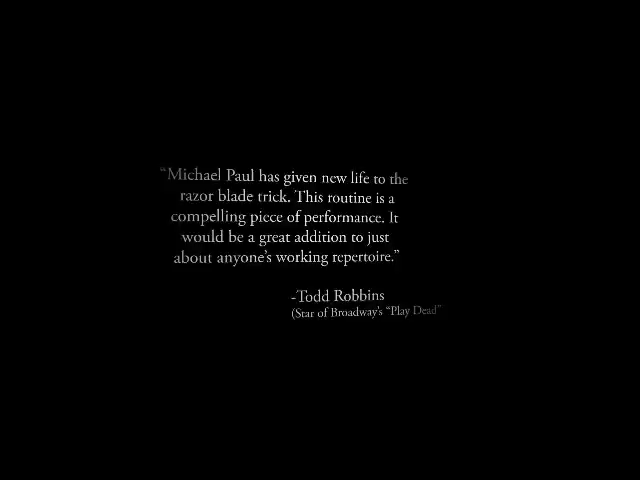 “Michael Paul has given new life to the
razor blade trick. This routine is a
compelling piece of performance. It
would be a great addition to just
about anyone's working repertoire.”
-Todd Robbins
(Star of Broadway's “Play Dead”